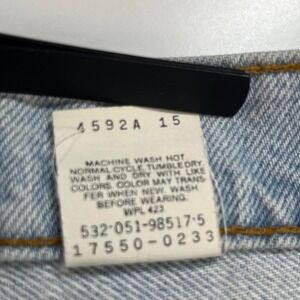 4592A 15
MACHINE WASH HOT
NORMAL CYCLE TUMBLE DRY
WASH AND DRY WITH LIKE
COLORS. COLOR MAY TRANS-
FER WHEN NEW. WASH
BEFORE WEARING.
WPL 423
532-051-98517-5
17550-0233